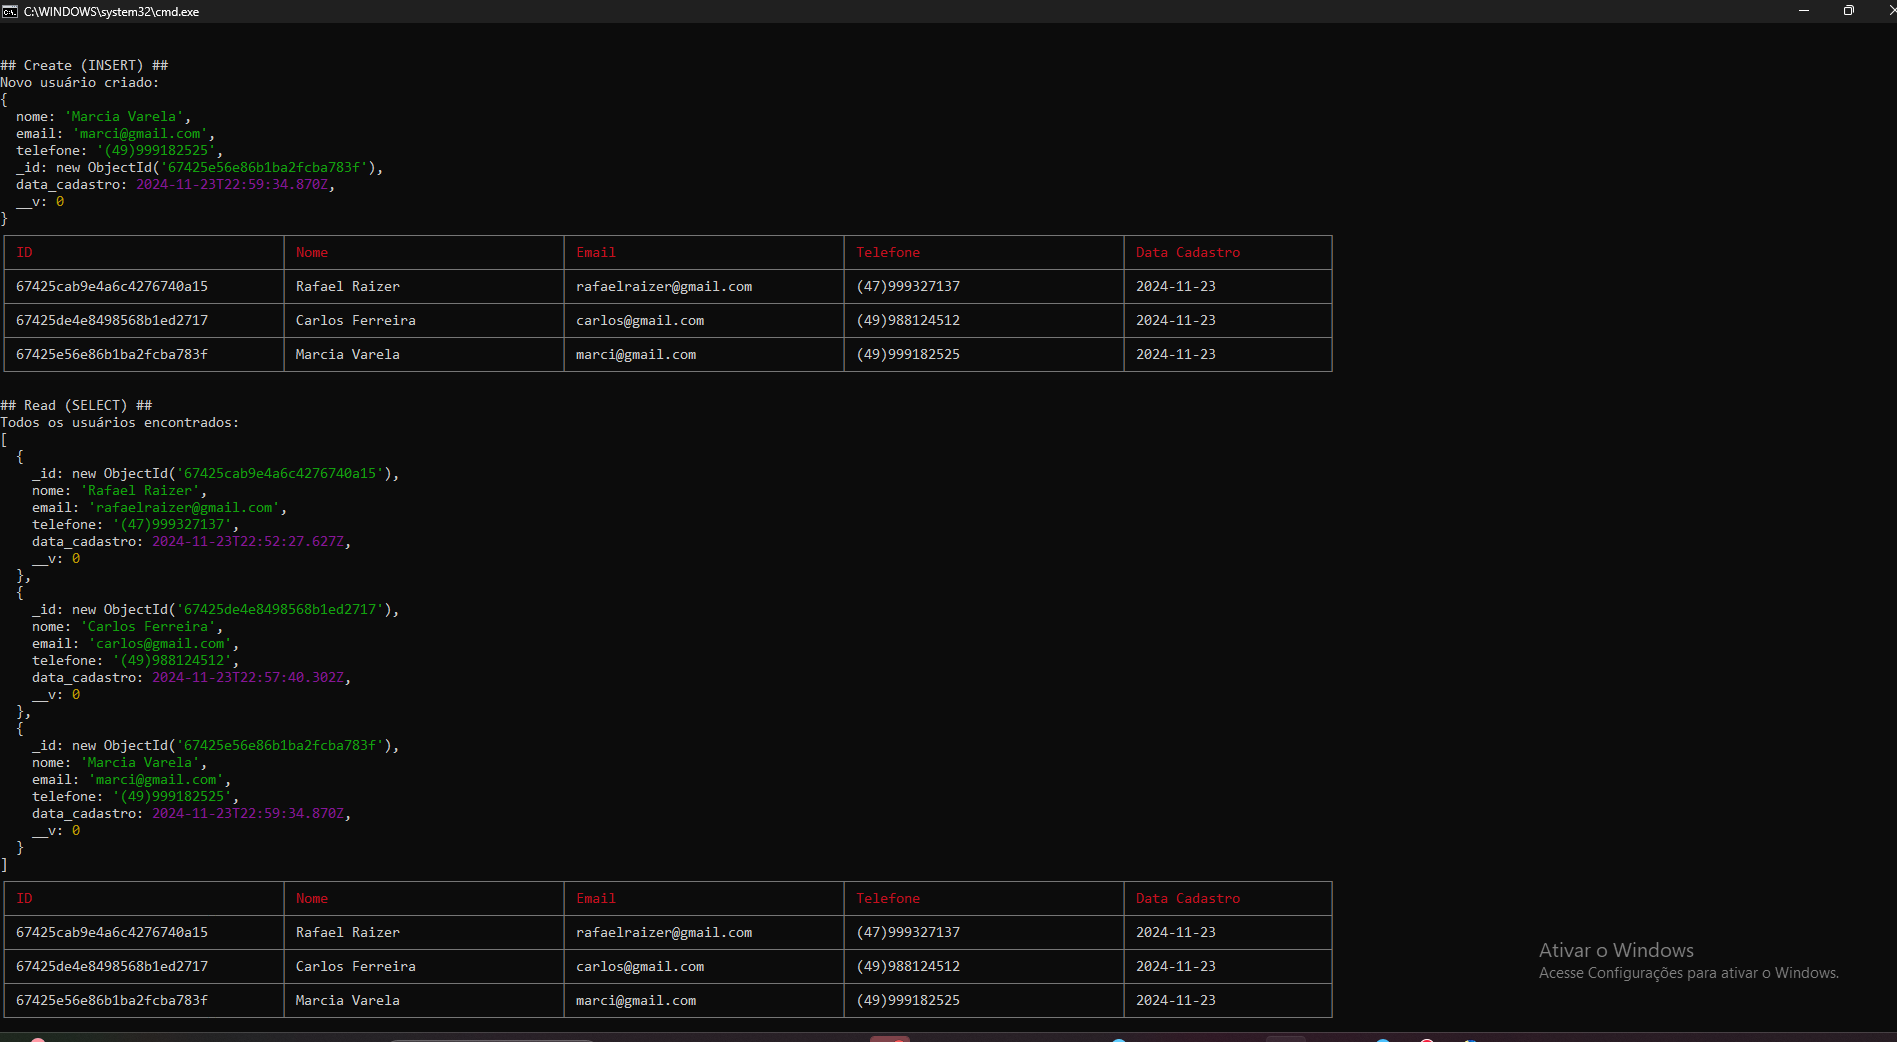 C:\WINDOWS\system32\cmd.exe
## Create (INSERT) ##
Novo usuário criado:
{
  nome: 'Marcia Varela',
  email: 'marci@gmail.com',
  telefone: '(49)999182525',
  _id: new ObjectId('67425e56e86b1ba2fcba783f'),
  data_cadastro: 2024-11-23T22:59:34.870Z,
  __v: 0
}
ID Nome Email Telefone Data Cadastro
67425cab9e4a6c4276740a15 Rafael Raizer rafaelraizer@gmail.com (47)999327137 2024-11-23
67425de4e8498568b1ed2717 Carlos Ferreira carlos@gmail.com (49)988124512 2024-11-23
67425e56e86b1ba2fcba783f Marcia Varela marci@gmail.com (49)999182525 2024-11-23
## Read (SELECT) ##
Todos os usuários encontrados:
[
  {
    _id: new ObjectId('67425cab9e4a6c4276740a15'),
    nome: 'Rafael Raizer',
    email: 'rafaelraizer@gmail.com',
    telefone: '(47)999327137',
    data_cadastro: 2024-11-23T22:52:27.627Z,
    __v: 0
  },
  {
    _id: new ObjectId('67425de4e8498568b1ed2717'),
    nome: 'Carlos Ferreira',
    email: 'carlos@gmail.com',
    telefone: '(49)988124512',
    data_cadastro: 2024-11-23T22:57:40.302Z,
    __v: 0
  },
  {
    _id: new ObjectId('67425e56e86b1ba2fcba783f'),
    nome: 'Marcia Varela',
    email: 'marci@gmail.com',
    telefone: '(49)999182525',
    data_cadastro: 2024-11-23T22:59:34.870Z,
    __v: 0
  }
]
ID Nome Email Telefone Data Cadastro
67425cab9e4a6c4276740a15 Rafael Raizer rafaelraizer@gmail.com (47)999327137 2024-11-23
67425de4e8498568b1ed2717 Carlos Ferreira carlos@gmail.com (49)988124512 2024-11-23
67425e56e86b1ba2fcba783f Marcia Varela marci@gmail.com (49)999182525 2024-11-23
Ativar o Windows
Acesse Configurações para ativar o Windows.